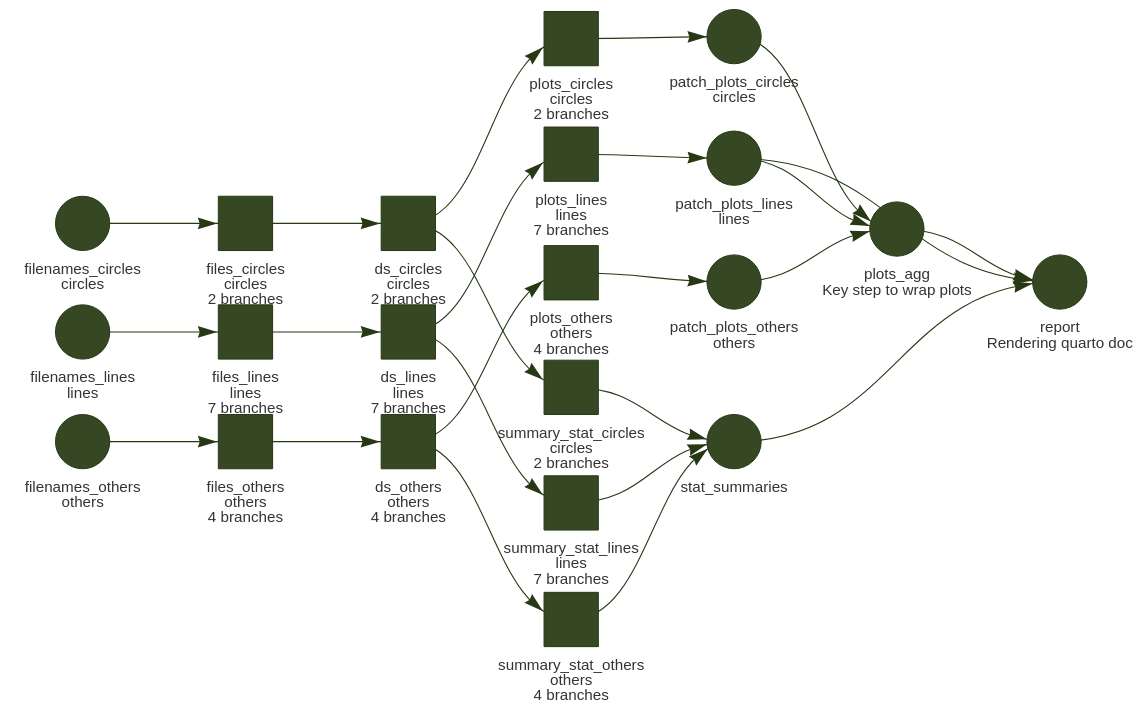 filenames_circles
circles
filenames_lines
lines
filenames_others
others
files_circles
circles
2 branches
files_lines
lines
7 branches
files_others
others
4 branches
ds_circles
circles
2 branches
ds_lines
lines
7 branches
ds_others
others
4 branches
plots_circles
circles
2 branches
plots_lines
lines
7 branches
plots_others
others
4 branches
summary_stat_circles
circles
2 branches
summary_stat_lines
lines
7 branches
summary_stat_others
others
4 branches
patch_plots_circles
circles
patch_plots_lines
lines
patch_plots_others
others
stat_summaries
plots_agg
Key step to wrap plots
report
Rendering quarto doc